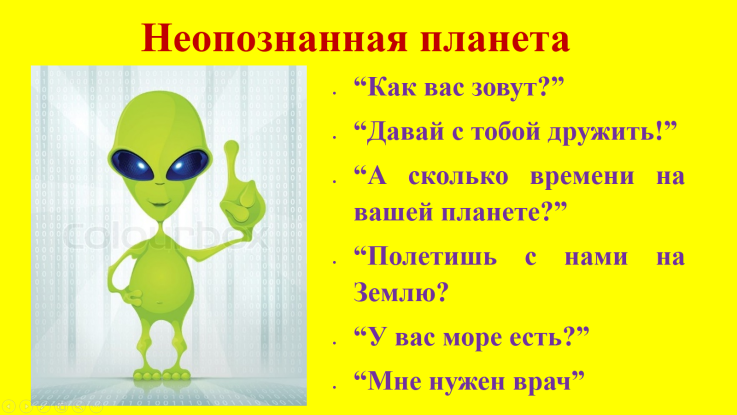 Неопознанная планета
“Как вас зовут?”
“Давай с тобой дружить!”
“А сколько времени на
вашей планете?”
“Полетишь с нами на
Землю?
“У вас море есть?”
“Мне нужен врач”
colourbox